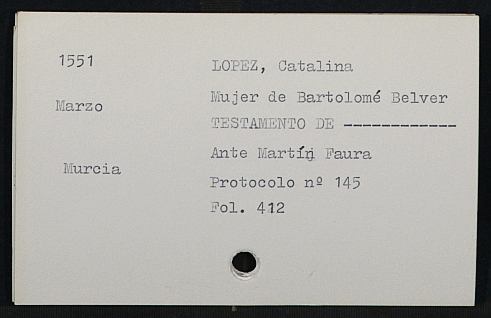 1551
LOPEZ, Catalina
Marzo
Mujer de Bartolomé Belver
TESTAMENTO DE ------------
Murcia
Ante Martín Faura
Protocolo nº 145
Fol. 412